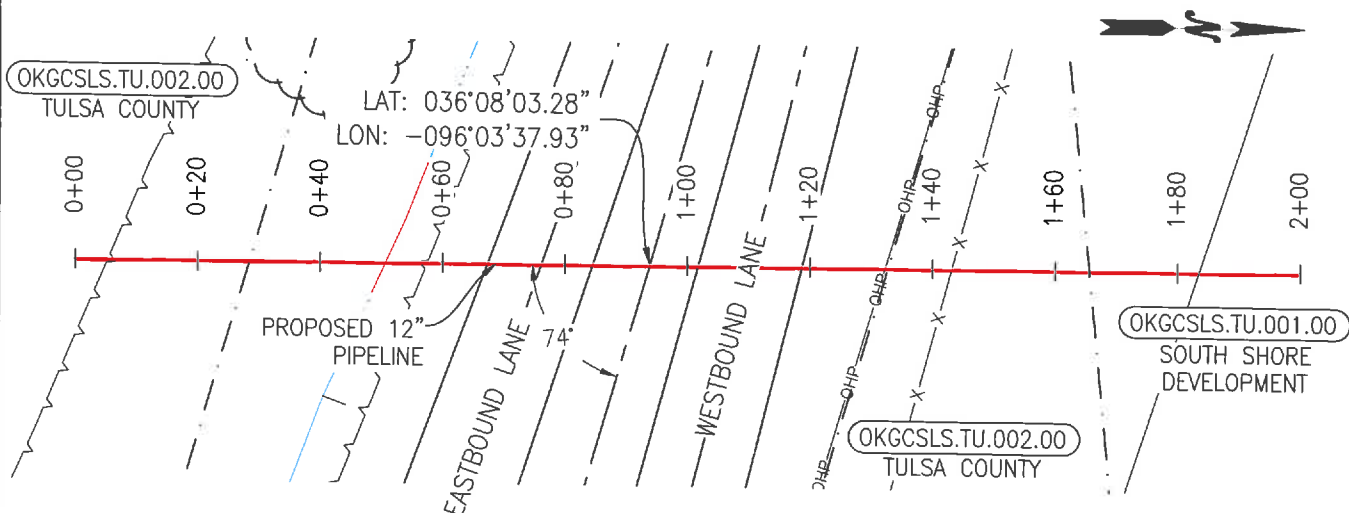 N
OKGCSLS.TU.002.00
TULSA COUNTY
LAT: 036°08'03.28"
LON: -096°03'37.93"
0+00
0+20
0+40
0+60
0+80
1+00
1+20
1+40
1+60
1+80
2+00
OHP
OHP
OHP
OHP
OHP
X
X
X
X
X
PROPOSED 12"
PIPELINE
74°
EASTBOUND LANE
WESTBOUND LANE
OKGCSLS.TU.001.00
SOUTH SHORE
DEVELOPMENT
OKGCSLS.TU.002.00
TULSA COUNTY